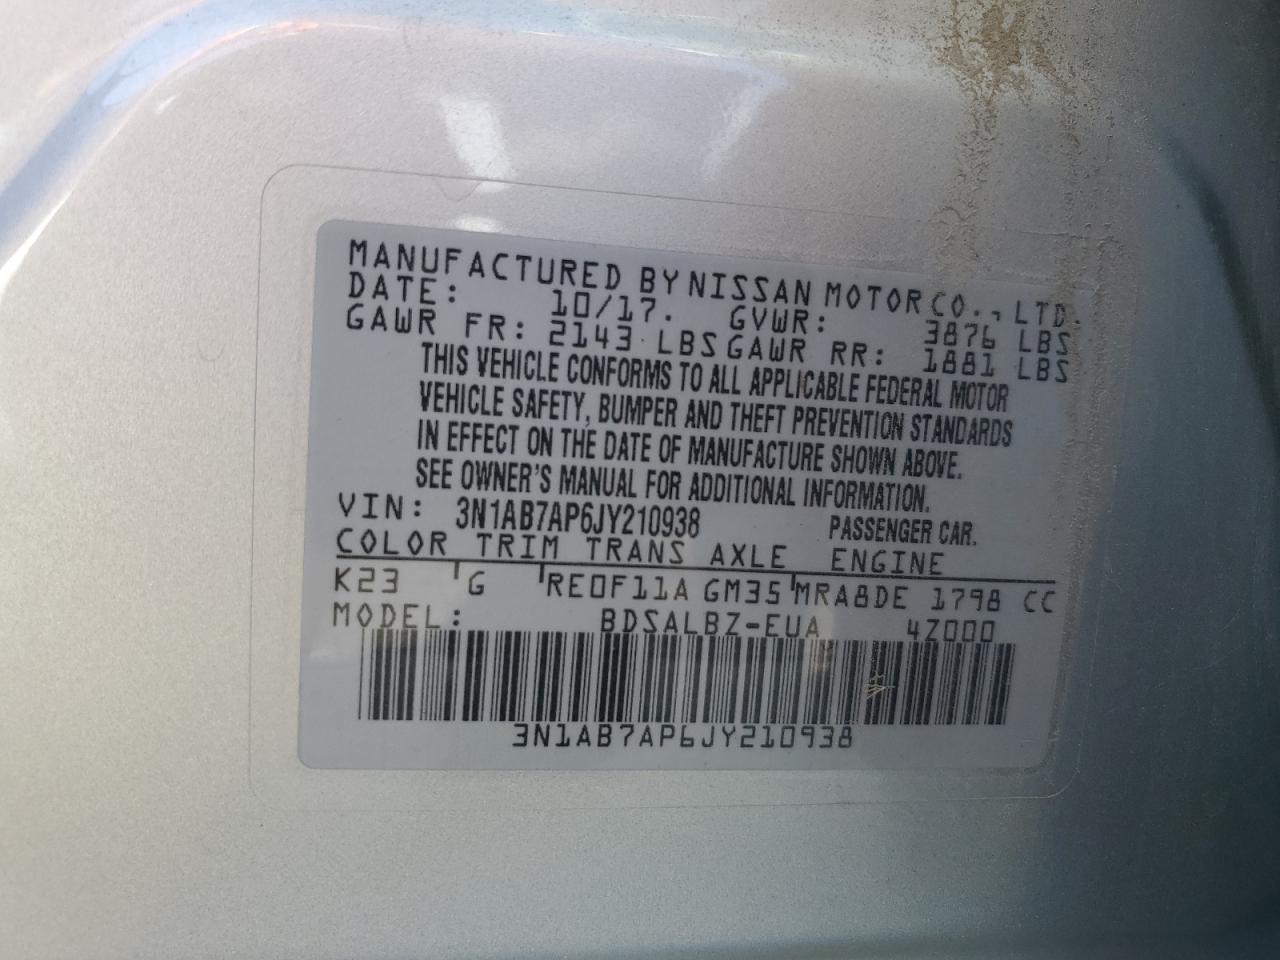 MANUFACTURED BY NISSAN MOTOR CO., LTD.
DATE: 10/17. GVWR: 3876 LBS
GAWR FR: 2143 LBS GAWR RR: 1881 LBS
THIS VEHICLE CONFORMS TO ALL APPLICABLE FEDERAL MOTOR
VEHICLE SAFETY, BUMPER AND THEFT PREVENTION STANDARDS
IN EFFECT ON THE DATE OF MANUFACTURE SHOWN ABOVE.
SEE OWNER'S MANUAL FOR ADDITIONAL INFORMATION.
VIN: 3N1AB7AP6JY210938 PASSENGER CAR.
COLOR TRIM TRANS AXLE ENGINE
K23 G RE0F11A GM35 MRA8DE 1798 CC
MODEL: BDSALBZ-EUA 4Z000
3N1AB7AP6JY210938